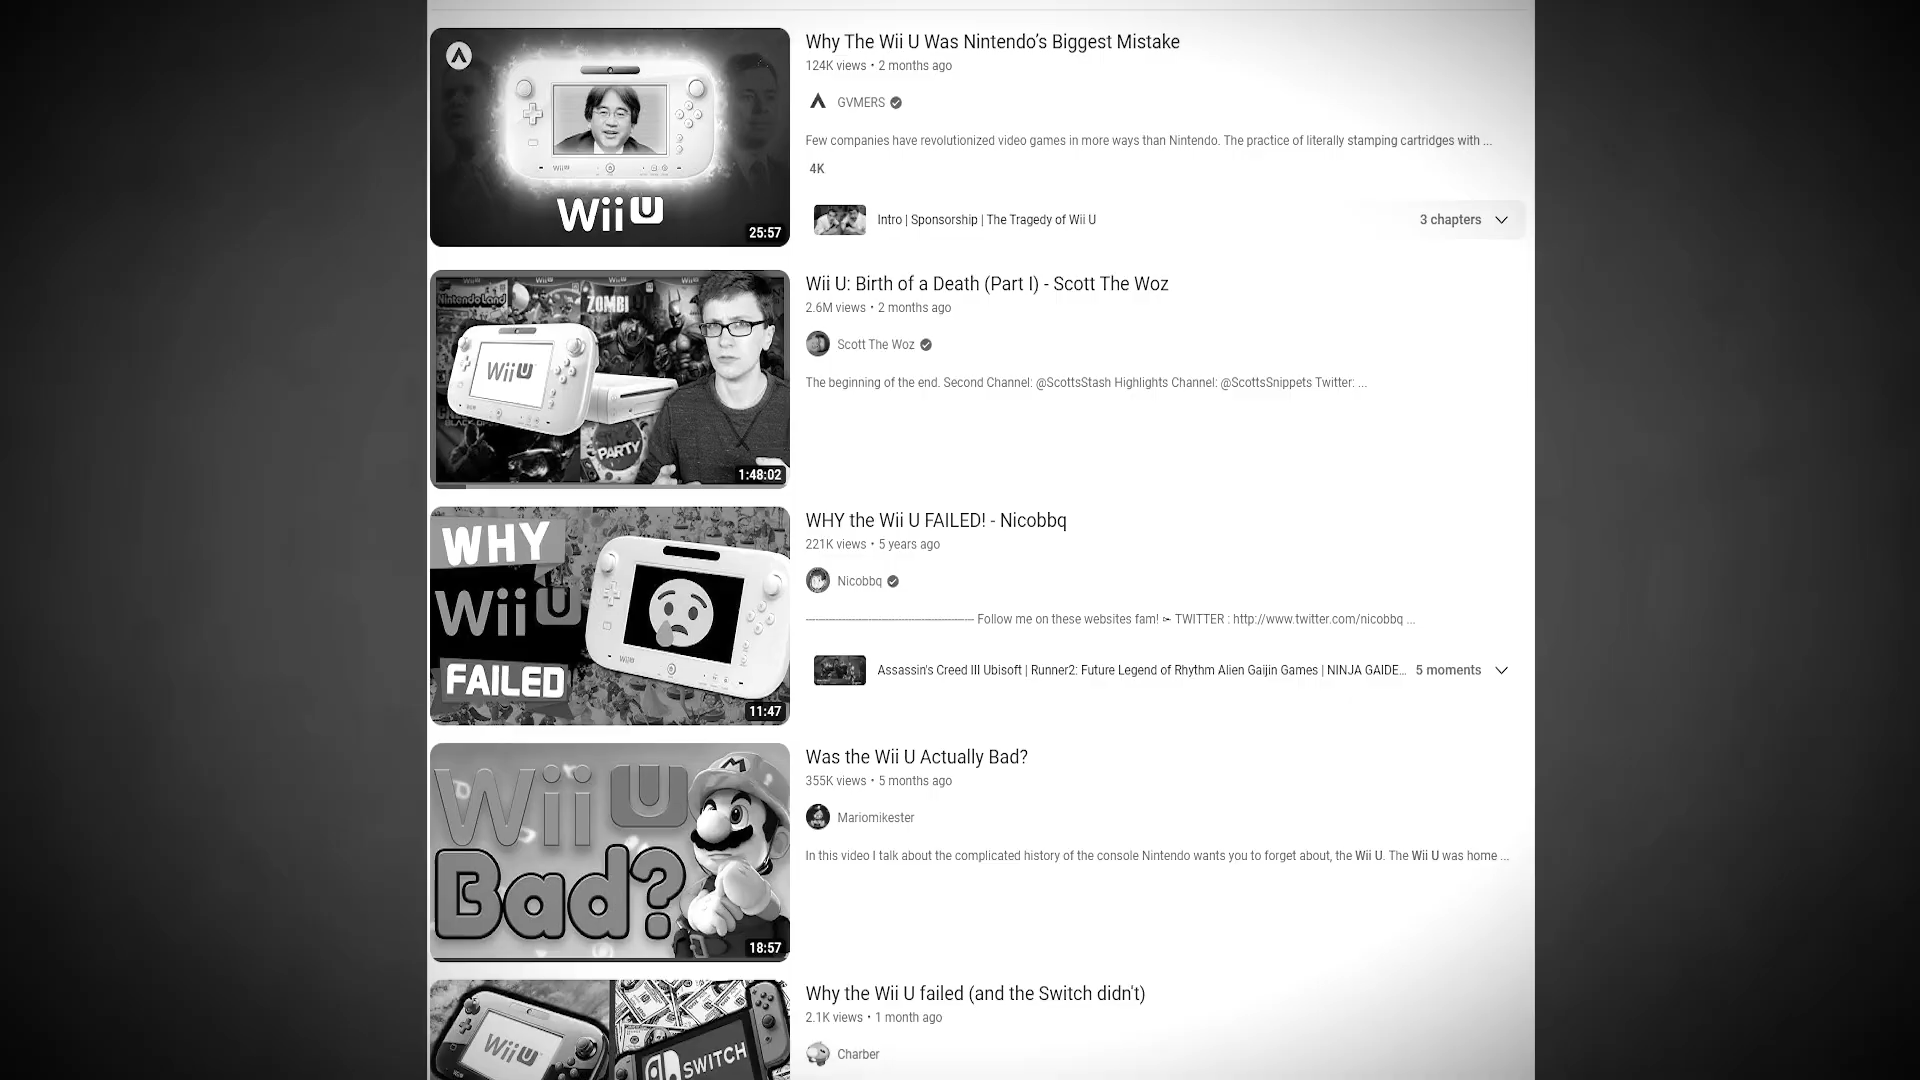 Why The Wii U Was Nintendo’s Biggest Mistake
124K views • 2 months ago
GVMERS
Few companies have revolutionized video games in more ways than Nintendo. The practice of literally stamping cartridges with ...
4K
Intro | Sponsorship | The Tragedy of Wii U
3 chapters
WiiU
Wii U
25:57
Wii U: Birth of a Death (Part I) - Scott The Woz
2.6M views • 2 months ago
Scott The Woz
The beginning of the end. Second Channel: @ScottsStash Highlights Channel: @ScottsSnippets Twitter: ...
Nintendo Land
ZOMBI
Wii U
PARTY
1:48:02
WHY the Wii U FAILED! - Nicobbq
221K views • 5 years ago
Nicobbq
Follow me on these websites fam! ➳ TWITTER : http://www.twitter.com/nicobbq ...
Assassin's Creed III Ubisoft | Runner2: Future Legend of Rhythm Alien Gaijin Games | NINJA GAIDE...
5 moments
WHY
Wii U
FAILED
WiiU
11:47
Was the Wii U Actually Bad?
355K views • 5 months ago
Mariomikester
In this video I talk about the complicated history of the console Nintendo wants you to forget about, the Wii U. The Wii U was home ...
Wii U
Bad?
M
18:57
Why the Wii U failed (and the Switch didn't)
2.1K views • 1 month ago
Charber
Wii U
SWITCH